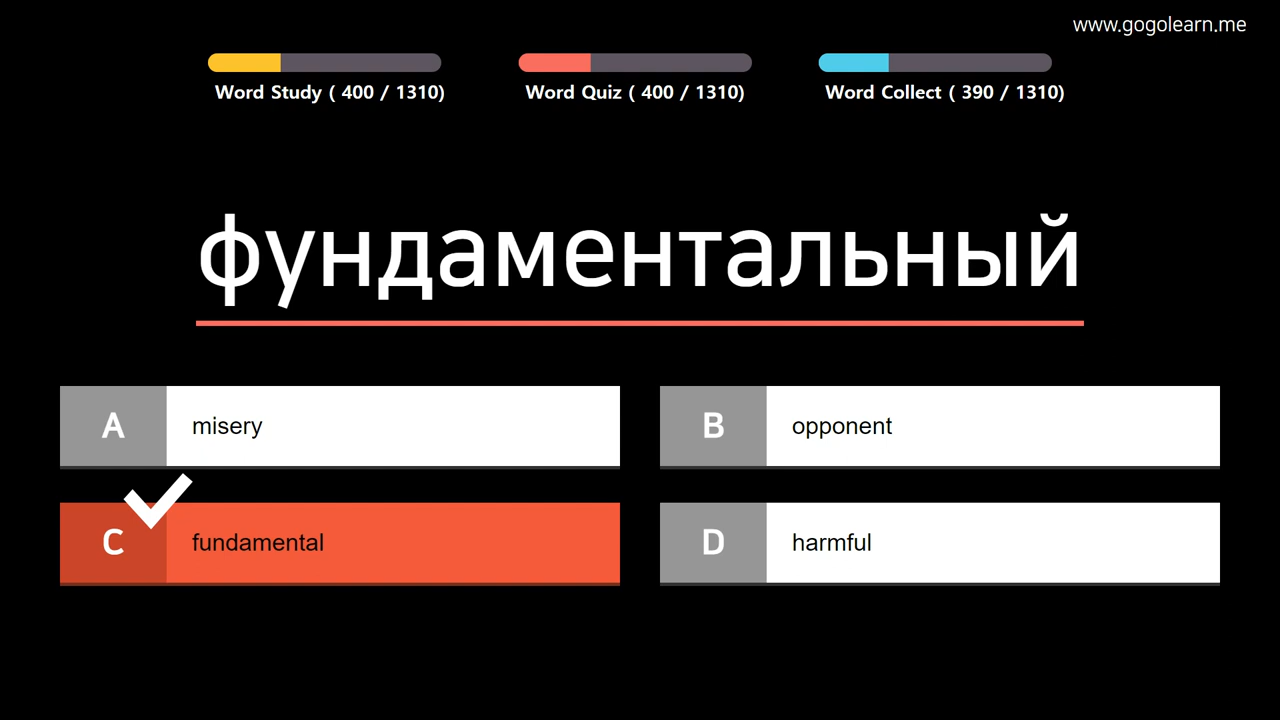 www.gogolearn.me
Word Study ( 400 / 1310)
Word Quiz ( 400 / 1310)
Word Collect ( 390 / 1310)
фундаментальный
A misery
B opponent
C fundamental
D harmful